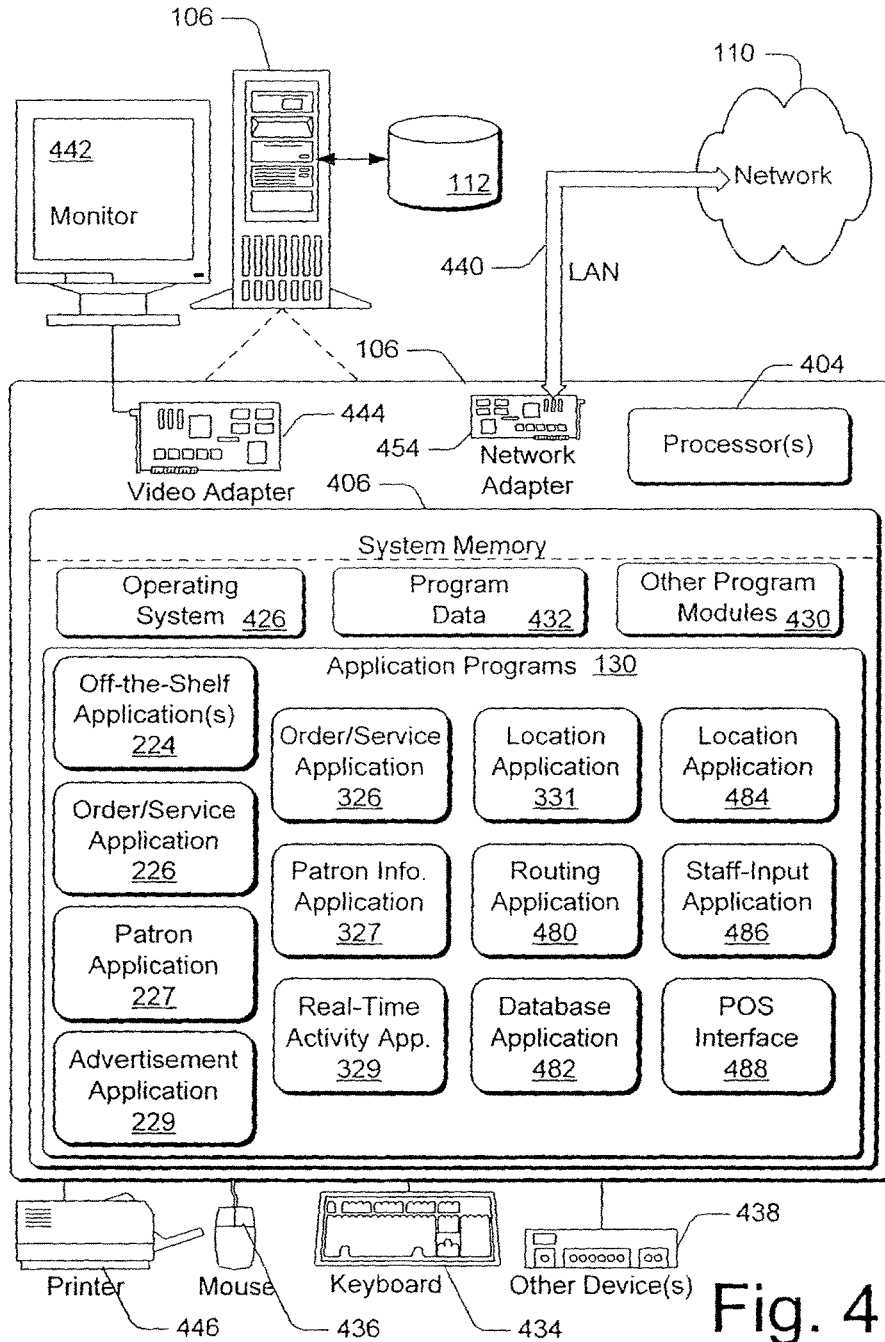 106
110
442
Monitor
112
Network
440
LAN
106
404
444
454
Processor(s)
Video Adapter
Network
Adapter
406
System Memory
Operating
System 426
Program
Data 432
Other Program
Modules 430
Application Programs 130
Off-the-Shelf
Application(s)
224
Order/Service
Application
226
Patron
Application
227
Advertisement
Application
229
Order/Service
Application
326
Location
Application
331
Location
Application
484
Patron Info.
Application
327
Routing
Application
480
Staff-Input
Application
486
Real-Time
Activity App.
329
Database
Application
482
POS
Interface
488
438
Printer
Mouse
Keyboard
Other Device(s)
446
436
434
Fig. 4